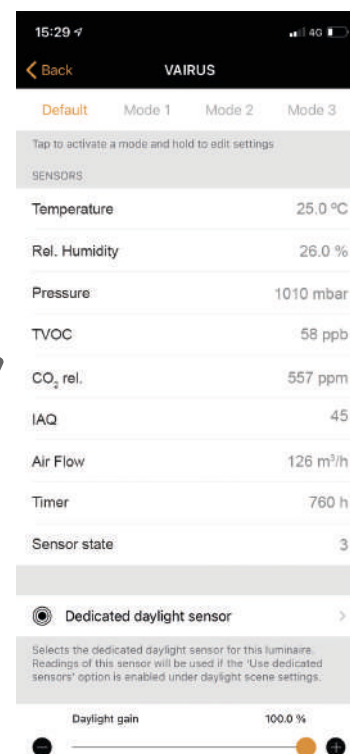 15:29 4G
Back VAIRUS
Default Mode 1 Mode 2 Mode 3
Tap to activate a mode and hold to edit settings
SENSORS
Temperature 25.0 ºC
Rel. Humidity 26.0 %
Pressure 1010 mbar
TVOC 58 ppb
CO₂ rel. 557 ppm
IAQ 45
Air Flow 126 m³/h
Timer 760 h
Sensor state 3
Dedicated daylight sensor
Selects the dedicated daylight sensor for this luminaire.
Readings of this sensor will be used if the 'Use dedicated
sensors' option is enabled under daylight scene settings.
Daylight gain 100.0 %